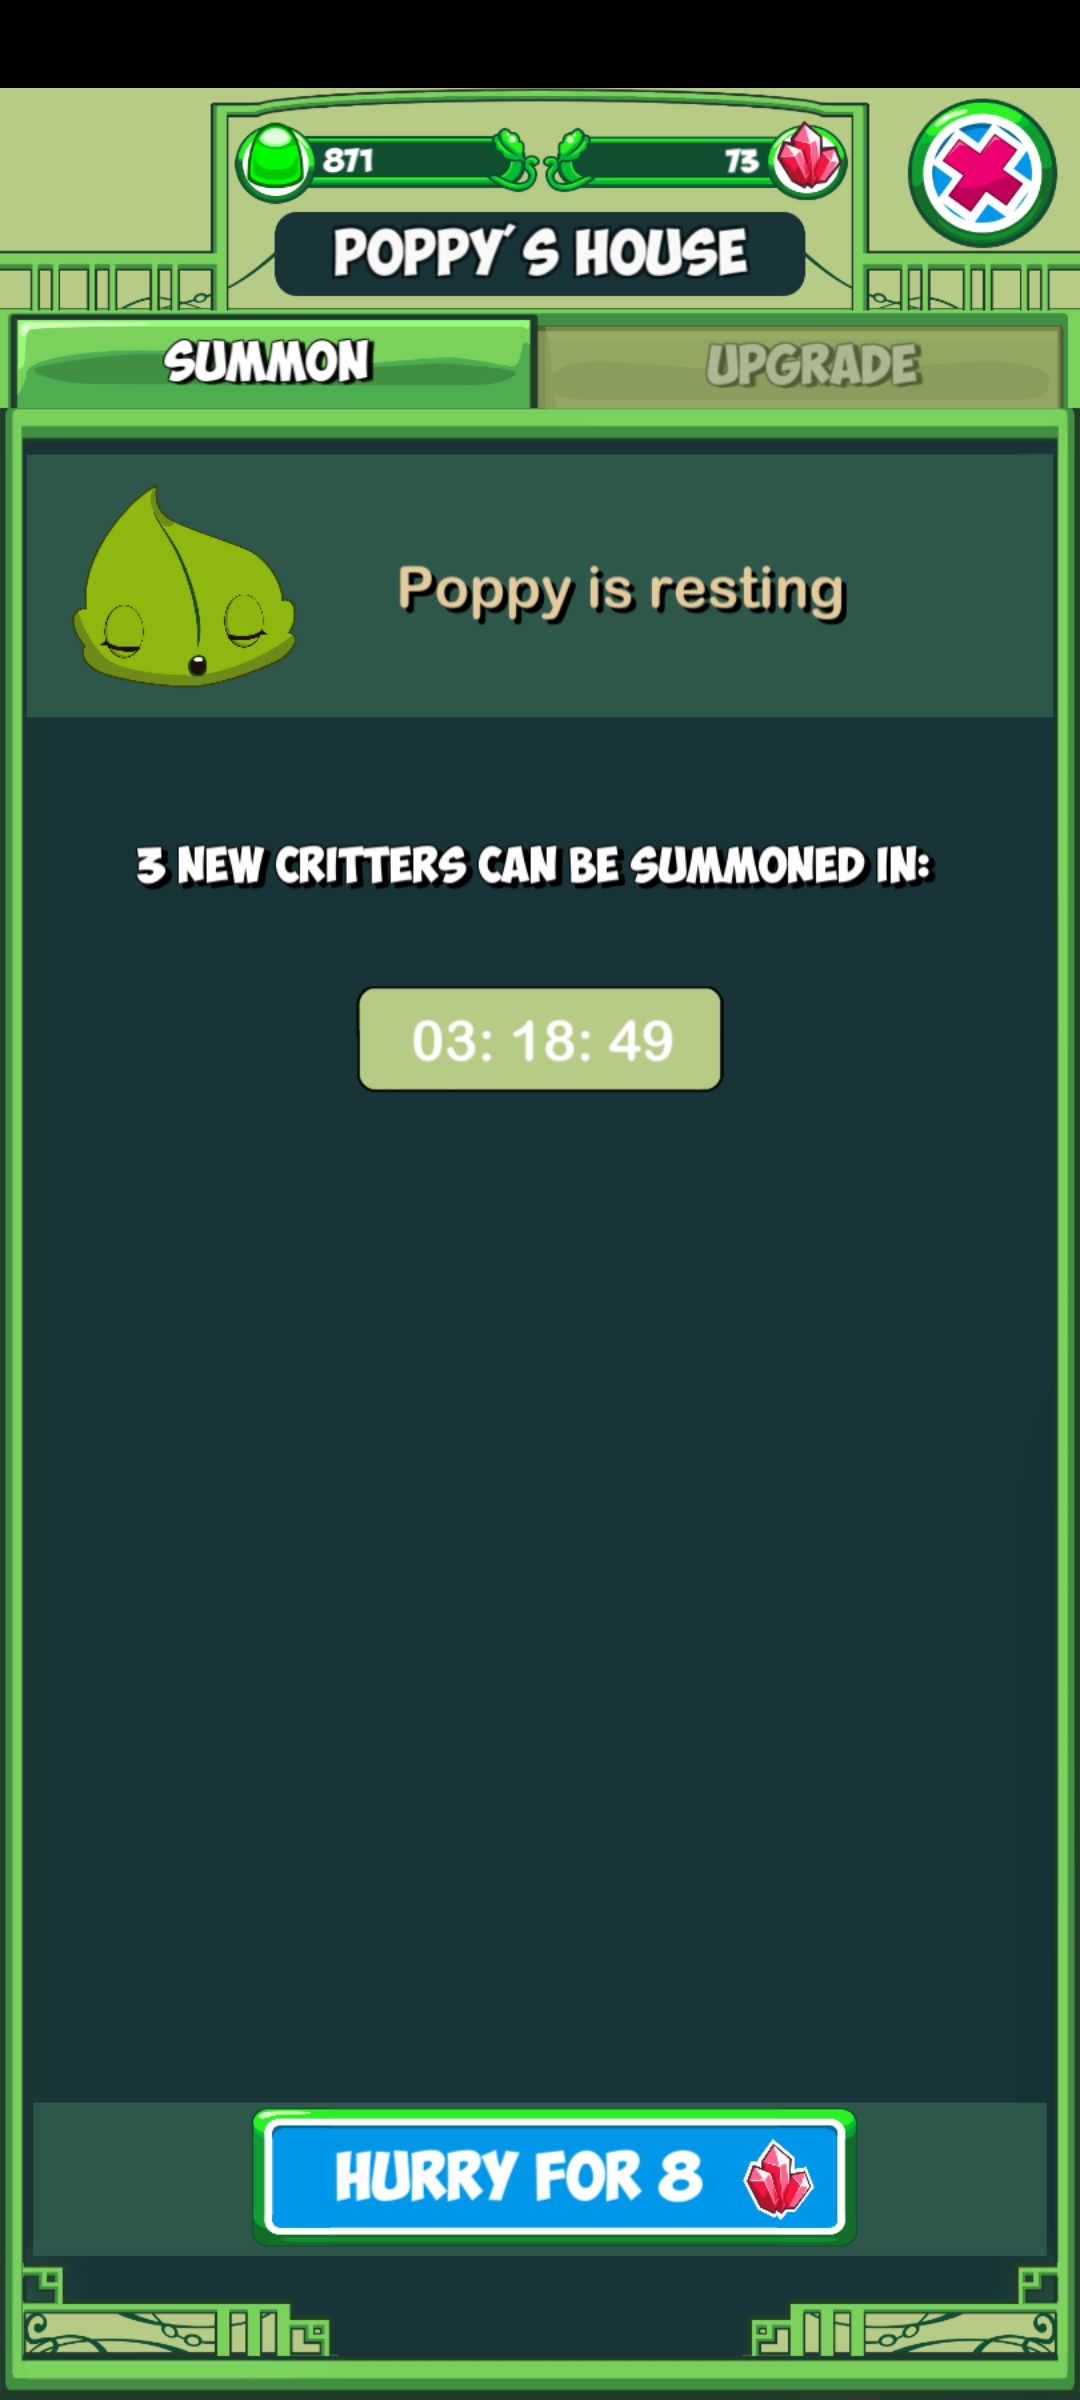 871
73
POPPY´S HOUSE
SUMMON
UPGRADE
Poppy is resting
3 NEW CRITTERS CAN BE SUMMONED IN:
03: 18: 49
HURRY FOR 8